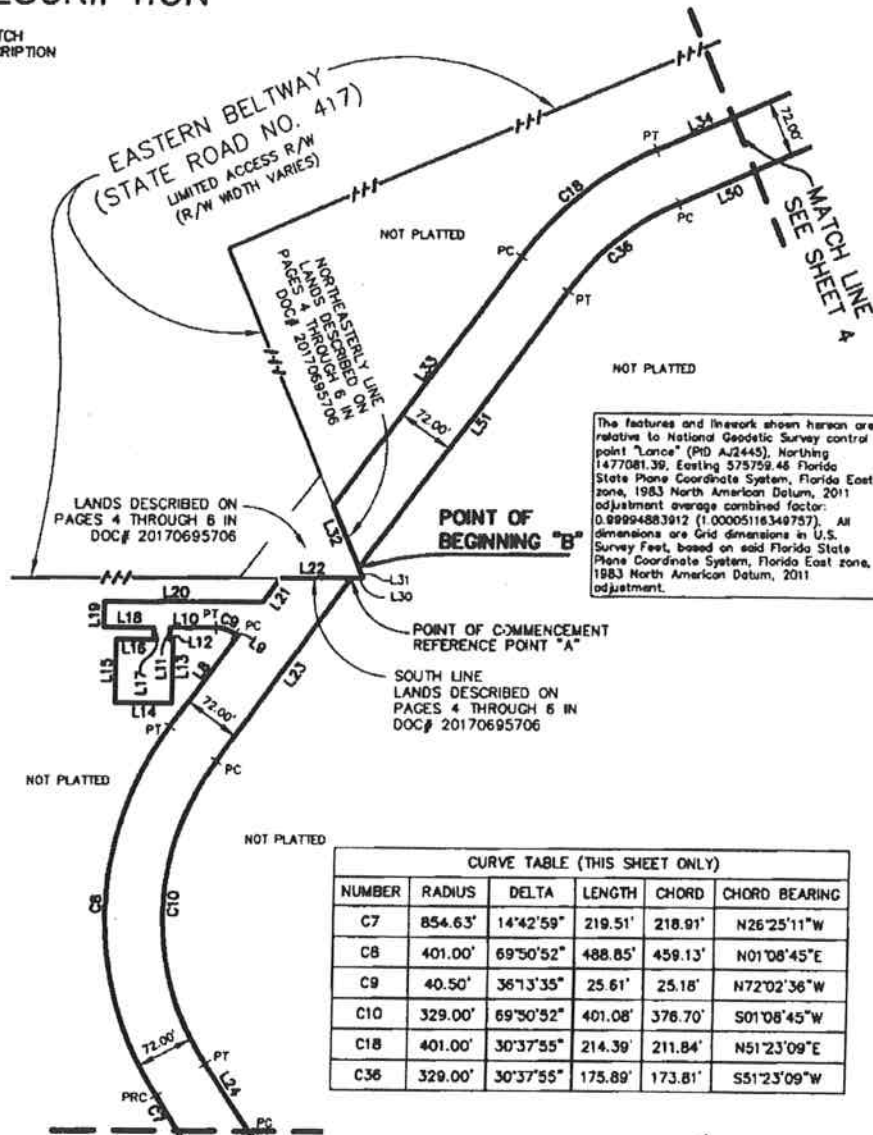 TCH
RIPTION
EASTERN BELTWAY
(STATE ROAD NO. 417)
LIMITED ACCESS R/W
(R/W WIDTH VARIES)
NOT PLATTED
NORTHEASTERLY LINE
LANDS DESCRIBED ON
PAGES 4 THROUGH 6 IN
DOC# 20170695706
PT
L34
72.00'
C18
PC
L50
C36
PC
PT
MATCH LINE
SEE SHEET 4
L33
72.00'
L51
NOT PLATTED
The features and linework shown hereon are
relative to National Geodetic Survey control
point "Lance" (PID AJ2445), Northing
1477081.39, Easting 575759.46 Florida
State Plane Coordinate System, Florida East
zone, 1983 North American Datum, 2011
adjustment average combined factor:
0.99994883912 (1.00005116349757). All
dimensions are Grid dimensions in U.S.
Survey Feet, based on said Florida State
Plane Coordinate System, Florida East zone,
1983 North American Datum, 2011
adjustment.
LANDS DESCRIBED ON
PAGES 4 THROUGH 6 IN
DOC# 20170695706
L32
POINT OF
BEGINNING "B"
L22
L31
L30
L20
L21
L19
L18
L10
PT
C9
PC
L9
L12
L16
L11
L17
L13
L15
L14
L8
L23
72.00'
PT
PC
POINT OF COMMENCEMENT
REFERENCE POINT "A"
SOUTH LINE
LANDS DESCRIBED ON
PAGES 4 THROUGH 6 IN
DOC# 20170695706
NOT PLATTED
NOT PLATTED
C8
C10
72.00'
PT
PRC
C7
L24
PC
CURVE TABLE (THIS SHEET ONLY)
NUMBER RADIUS DELTA LENGTH CHORD CHORD BEARING
C7 854.63' 14°42'59" 219.51' 218.91' N26°25'11"W
C8 401.00' 69°50'52" 488.85' 459.13' N01°08'45"E
C9 40.50' 36°13'35" 25.61' 25.18' N72°02'36"W
C10 329.00' 69°50'52" 401.08' 376.70' S01°08'45"W
C18 401.00' 30°37'55" 214.39' 211.84' N51°23'09"E
C36 329.00' 30°37'55" 175.89' 173.81' S51°23'09"W